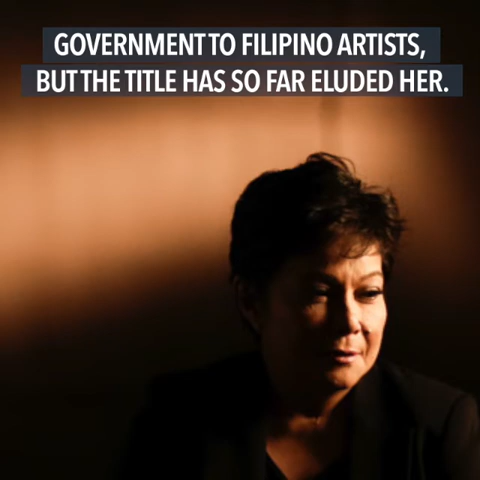 GOVERNMENT TO FILIPINO ARTISTS,
BUT THE TITLE HAS SO FAR ELUDED HER.